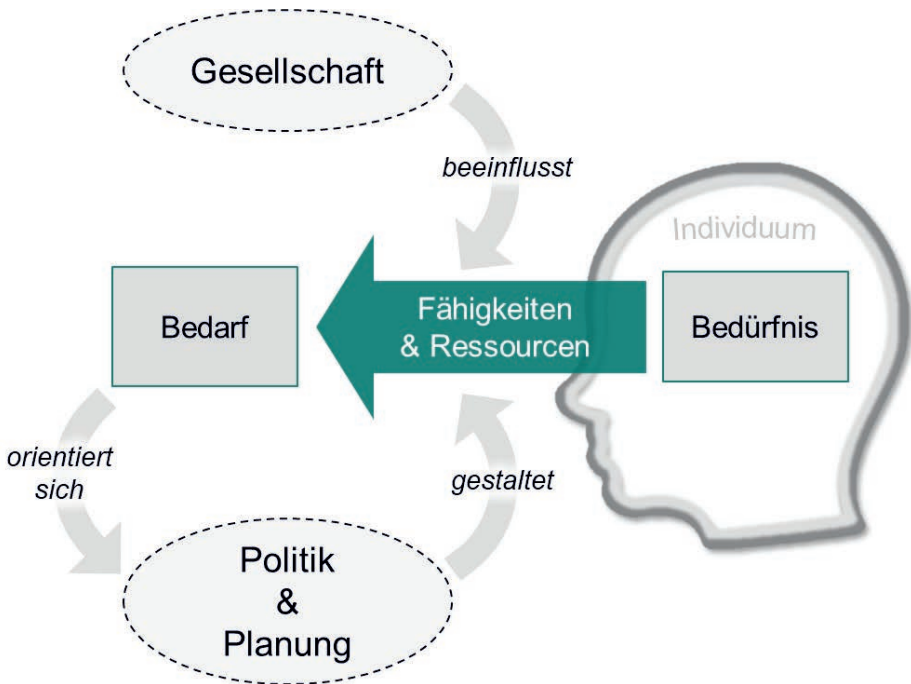 Gesellschaft
beeinflusst
Individuum
Bedarf
Fähigkeiten
& Ressourcen
Bedürfnis
orientiert
sich
gestaltet
Politik
&
Planung